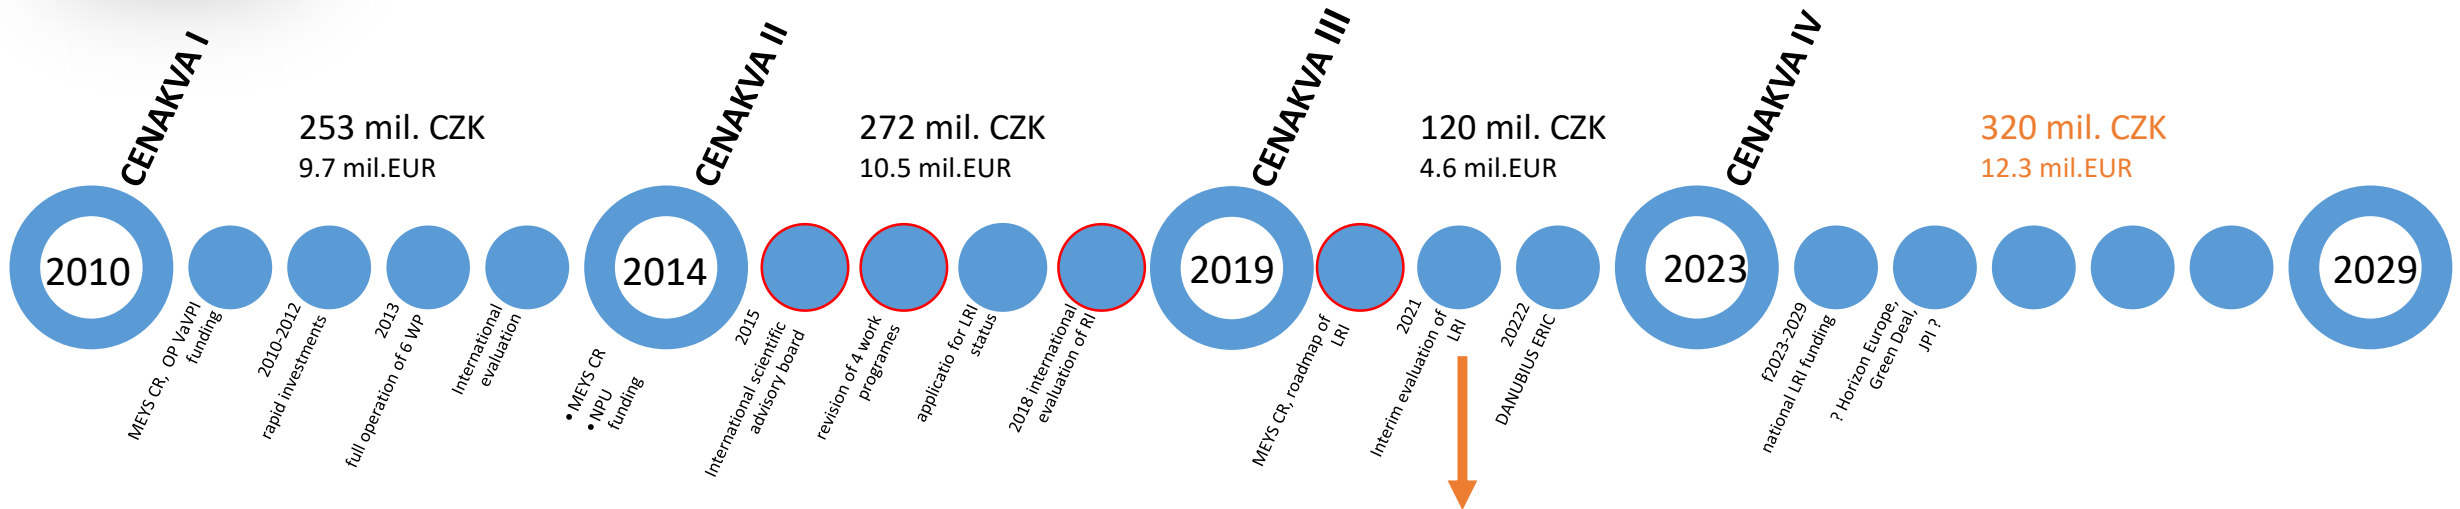 CENAKVA I
CENAKVA II
CENAKVA III
CENAKVA IV
253 mil. CZK
9.7 mil.EUR
272 mil. CZK
10.5 mil.EUR
120 mil. CZK
4.6 mil.EUR
320 mil. CZK
12.3 mil.EUR
2010
2014
2019
2023
2029
MEYS CR, OP VaVPI
funding
2010-2012
rapid investments
2013
full operation of 6 WP
International
evaluation
• MEYS CR
• NPU
funding
2015
International scientific
advisory board
revision of 4 work
programes
applicatio for LRI
status
2018 international
evaluation of RI
MEYS CR, roadmap of
LRI
2021
Interim evaluation of
LRI
20222
DANUBIUS ERIC
f2023-2029
national LRI funding
? Horizon Europe,
Green Deal,
JPI ?